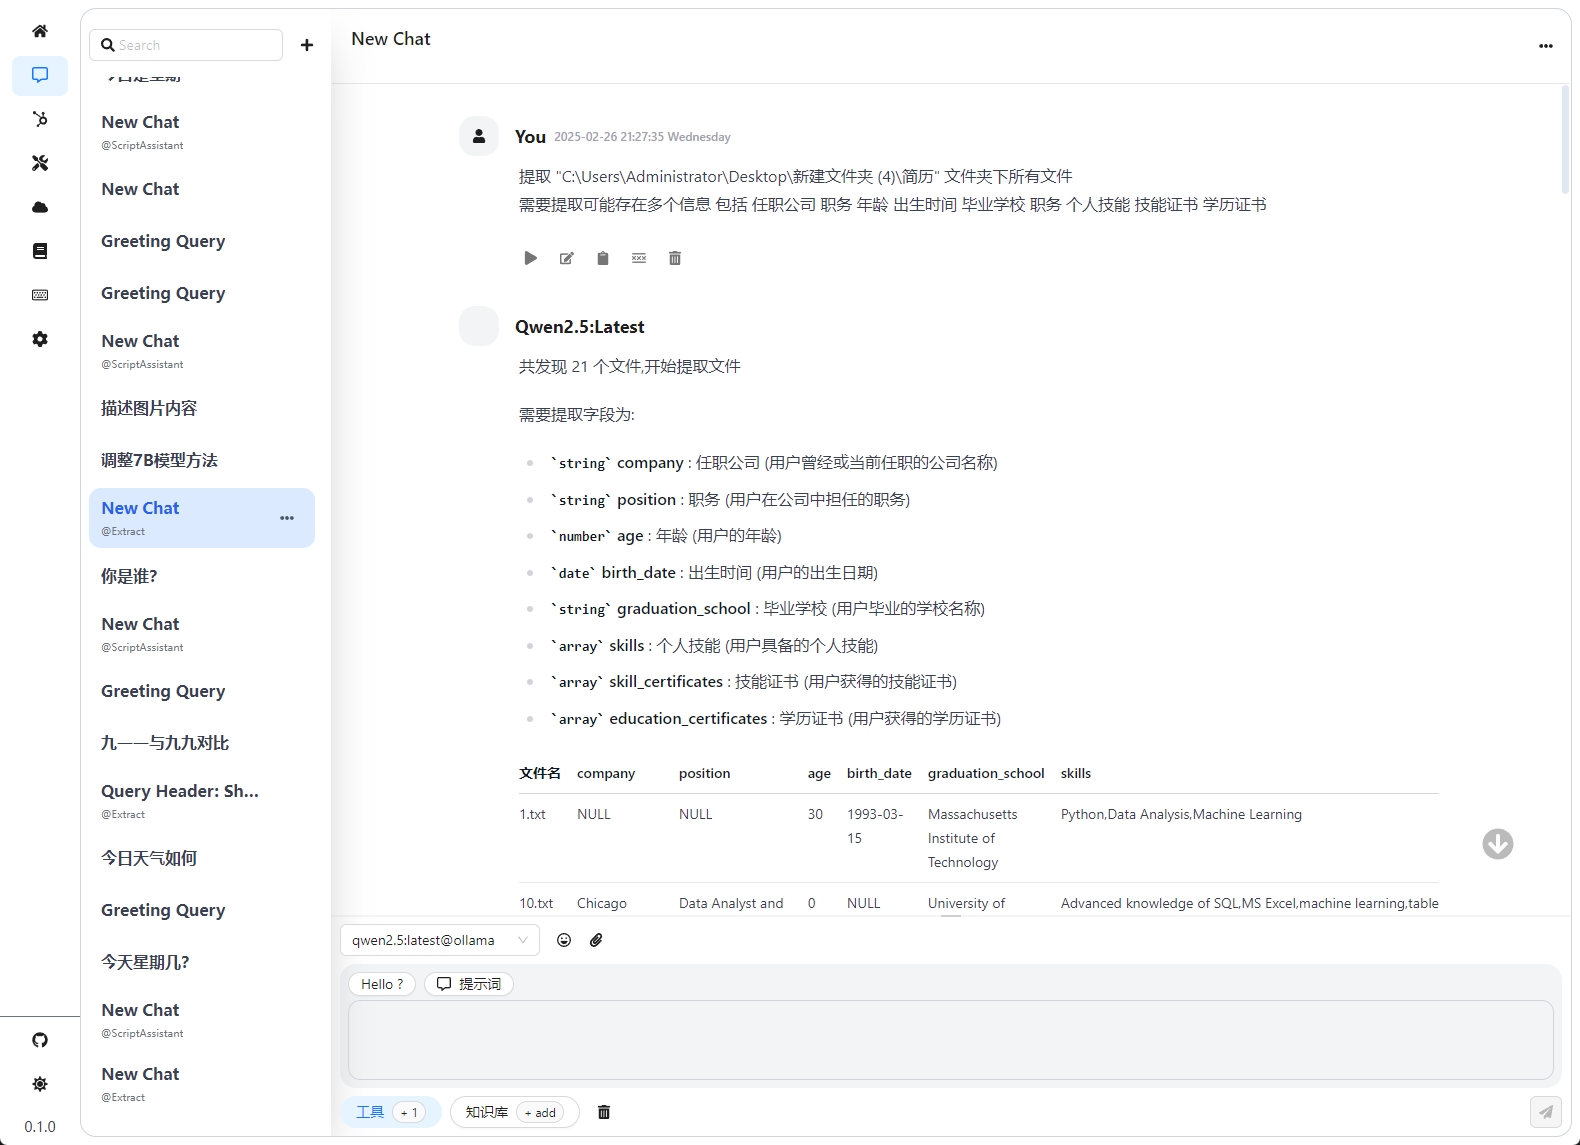 Search
New Chat
今日是星期
New Chat
@ScriptAssistant
New Chat
Greeting Query
Greeting Query
New Chat
@ScriptAssistant
描述图片内容
调整7B模型方法
New Chat
@Extract
你是谁?
New Chat
@ScriptAssistant
Greeting Query
九一一与九九对比
Query Header: Sh...
@Extract
今日天气如何
Greeting Query
今天星期几?
New Chat
@ScriptAssistant
New Chat
@Extract
0.1.0
You 2025-02-26 21:27:35 Wednesday
提取 "C:\Users\Administrator\Desktop\新建文件夹 (4)\简历" 文件夹下所有文件
需要提取可能存在多个信息 包括 任职公司 职务 年龄 出生时间 毕业学校 职务 个人技能 技能证书 学历证书
Qwen2.5:Latest
共发现 21 个文件,开始提取文件
需要提取字段为:
`string` company : 任职公司 (用户曾经或当前任职的公司名称)
`string` position : 职务 (用户在公司中担任的职务)
`number` age : 年龄 (用户的年龄)
`date` birth_date : 出生时间 (用户的出生日期)
`string` graduation_school : 毕业学校 (用户毕业的学校名称)
`array` skills : 个人技能 (用户具备的个人技能)
`array` skill_certificates : 技能证书 (用户获得的技能证书)
`array` education_certificates : 学历证书 (用户获得的学历证书)
文件名 company position age birth_date graduation_school skills
1.txt NULL NULL 30 1993-03- Massachusetts Python,Data Analysis,Machine Learning
15 Institute of
Technology
10.txt Chicago Data Analyst and 0 NULL University of Advanced knowledge of SQL,MS Excel,machine learning,table
qwen2.5:latest@ollama
Hello ? 提示词
工具 + 1 知识库 + add